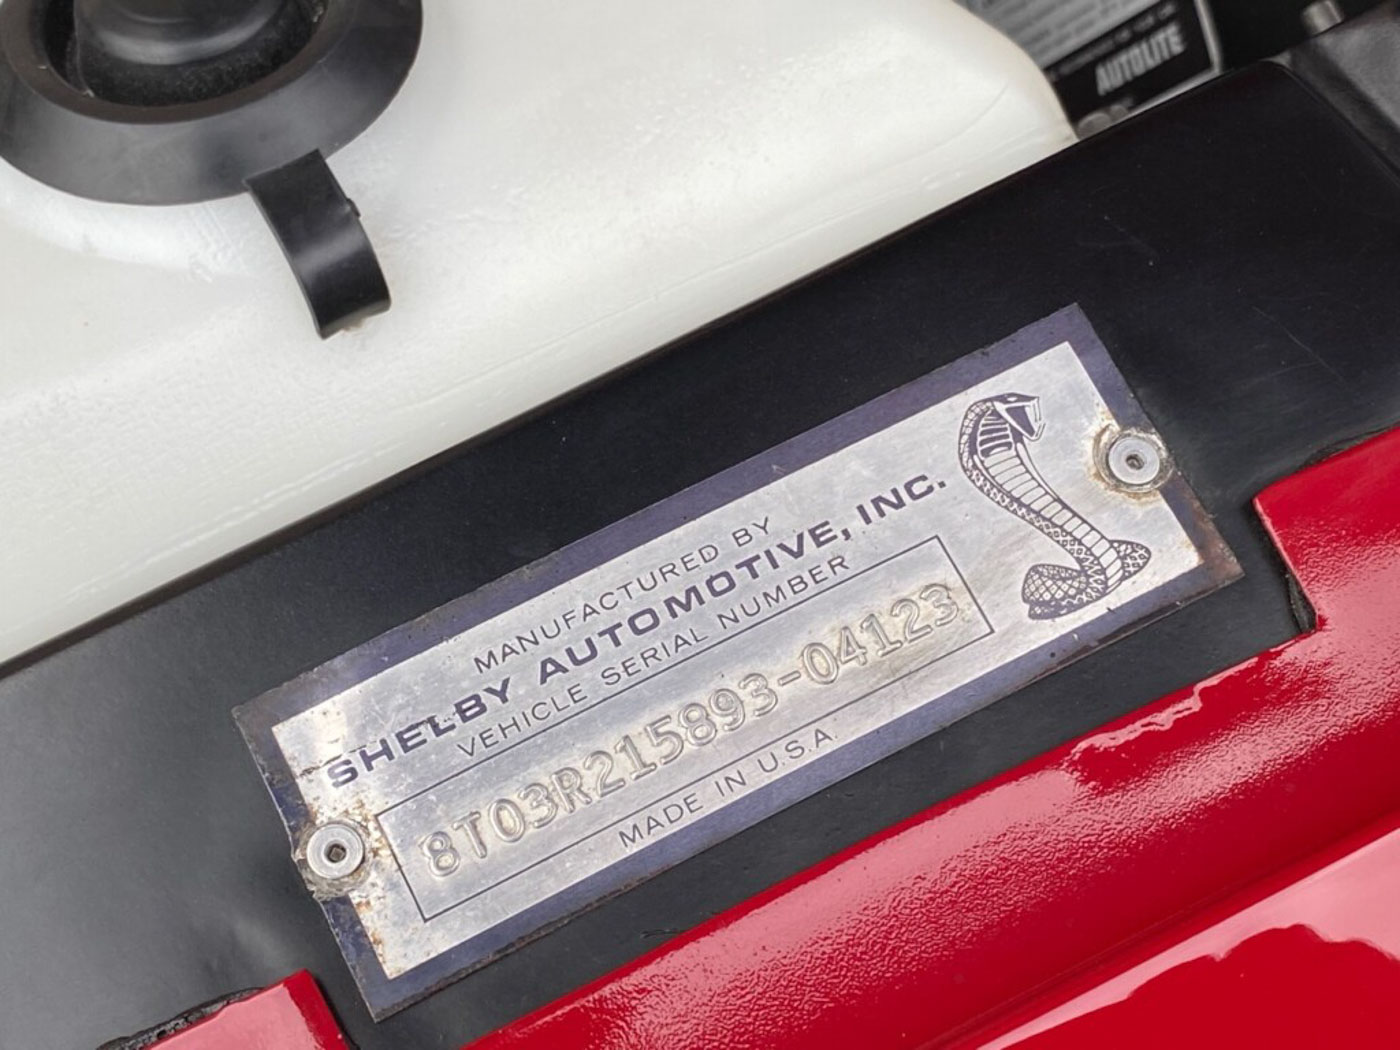 AUTOLITE
MANUFACTURED BY
SHELBY AUTOMOTIVE, INC.
VEHICLE SERIAL NUMBER
8T03R215893-04123
MADE IN U.S.A.